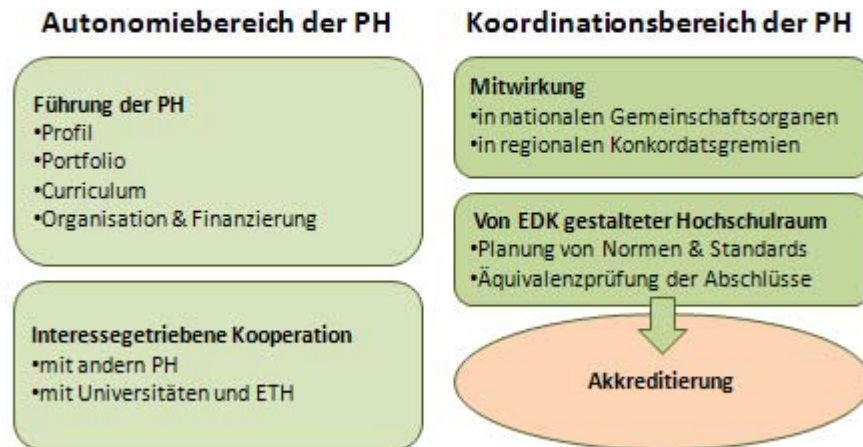 Autonomiebereich der PH
Führung der PH
•Profil
•Portfolio
•Curriculum
•Organisation & Finanzierung
Interessegetriebene Kooperation
•mit andern PH
•mit Universitäten und ETH
Koordinationsbereich der PH
Mitwirkung
•in nationalen Gemeinschaftsorganen
•in regionalen Konkordatsgremien
Von EDK gestalteter Hochschulraum
•Planung von Normen & Standards
•Äquivalenzprüfung der Abschlüsse
Akkreditierung